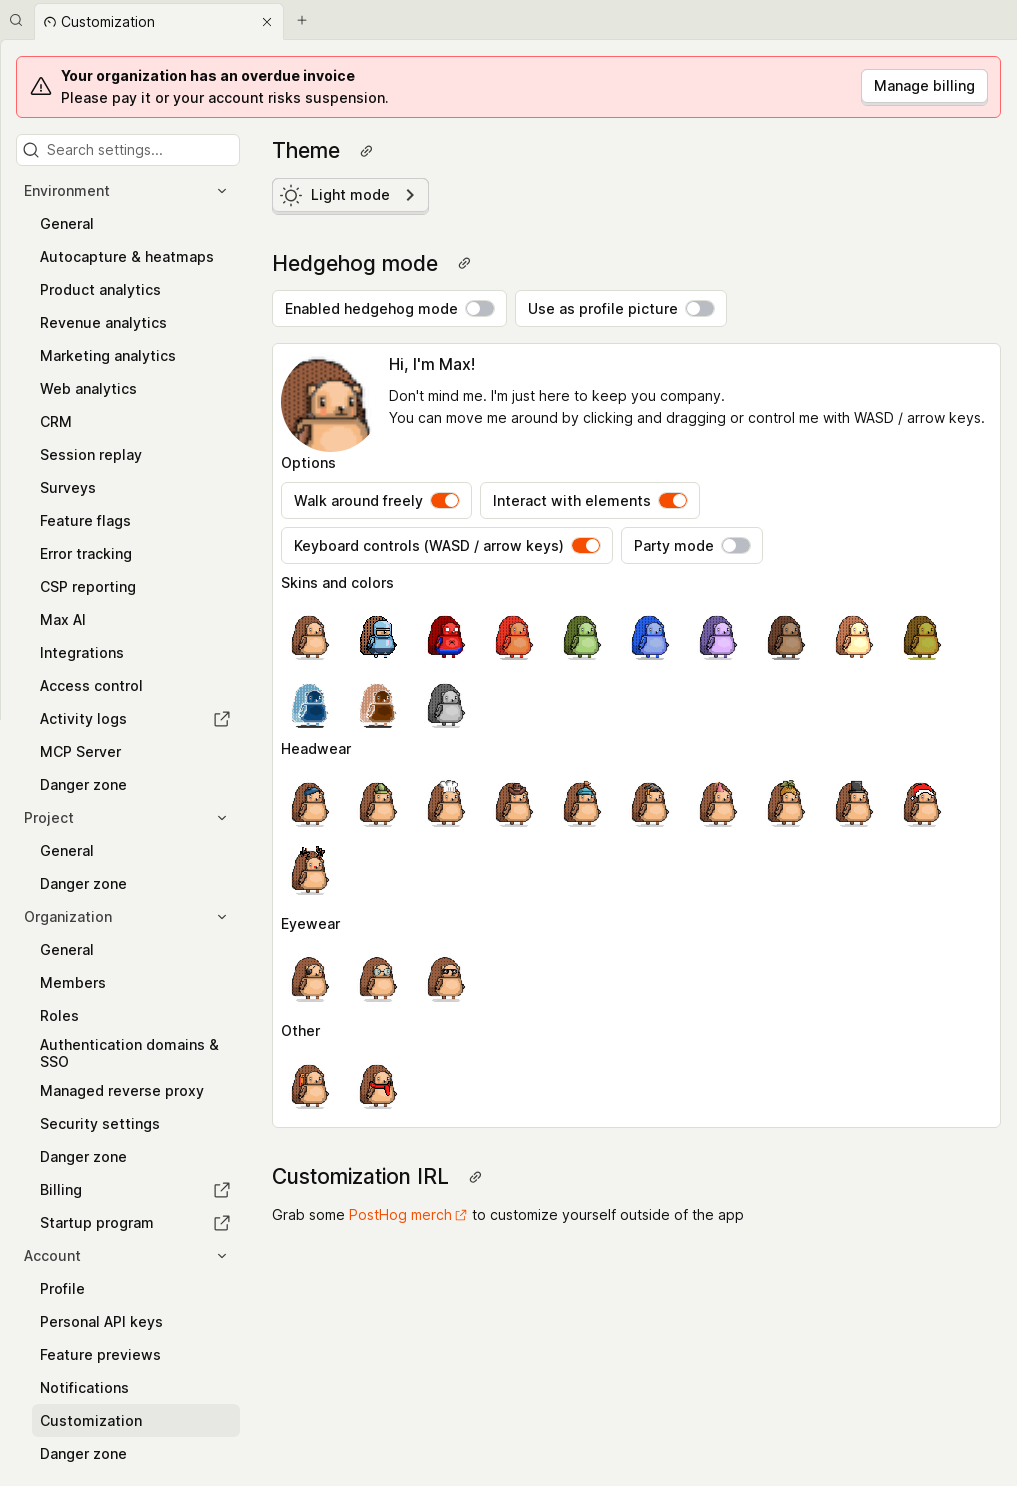 Customization
Your organization has an overdue invoice
Please pay it or your account risks suspension.
Manage billing
Search settings...
Environment
General
Autocapture & heatmaps
Product analytics
Revenue analytics
Marketing analytics
Web analytics
CRM
Session replay
Surveys
Feature flags
Error tracking
CSP reporting
Max AI
Integrations
Access control
Activity logs
MCP Server
Danger zone
Project
General
Danger zone
Organization
General
Members
Roles
Authentication domains &
SSO
Managed reverse proxy
Security settings
Danger zone
Billing
Startup program
Account
Profile
Personal API keys
Feature previews
Notifications
Customization
Danger zone
Theme
Light mode
Hedgehog mode
Enabled hedgehog mode
Use as profile picture
Hi, I'm Max!
Don't mind me. I'm just here to keep you company.
You can move me around by clicking and dragging or control me with WASD / arrow keys.
Options
Walk around freely
Interact with elements
Keyboard controls (WASD / arrow keys)
Party mode
Skins and colors
Headwear
Eyewear
Other
Customization IRL
Grab some PostHog merch to customize yourself outside of the app